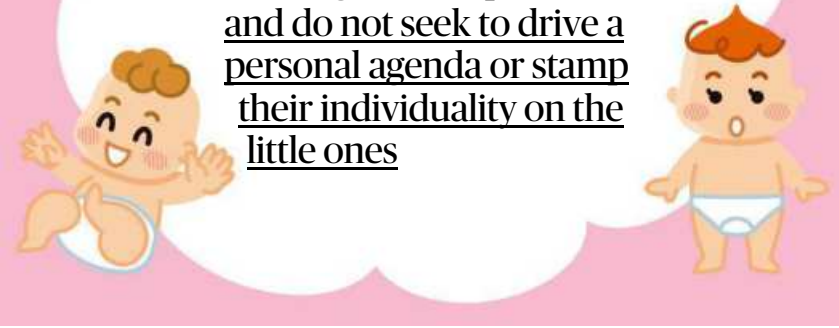 and do not seek to drive a
personal agenda or stamp
their individuality on the
little ones